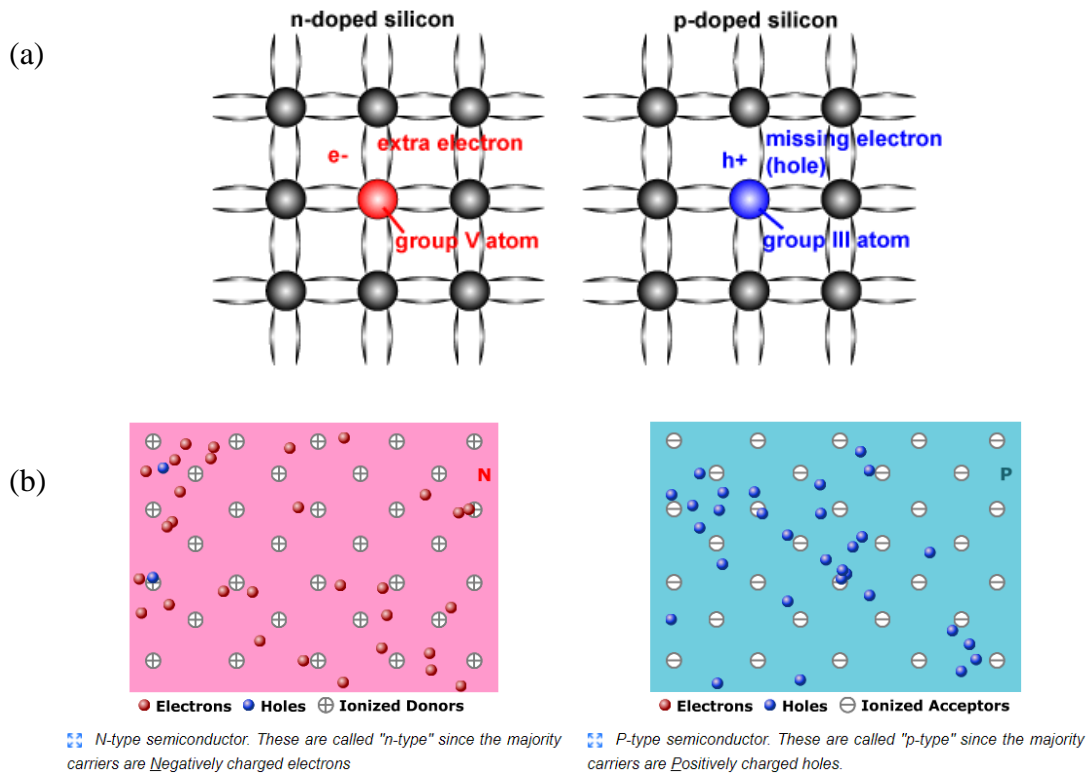 (a)
n-doped silicon
e-
extra electron
group V atom
p-doped silicon
missing electron
(hole)
h+
group III atom
(b)
N
Electrons Holes Ionized Donors
N-type semiconductor. These are called "n-type" since the majority
carriers are Negatively charged electrons
P
Electrons Holes Ionized Acceptors
P-type semiconductor. These are called "p-type" since the majority
carriers are Positively charged holes.